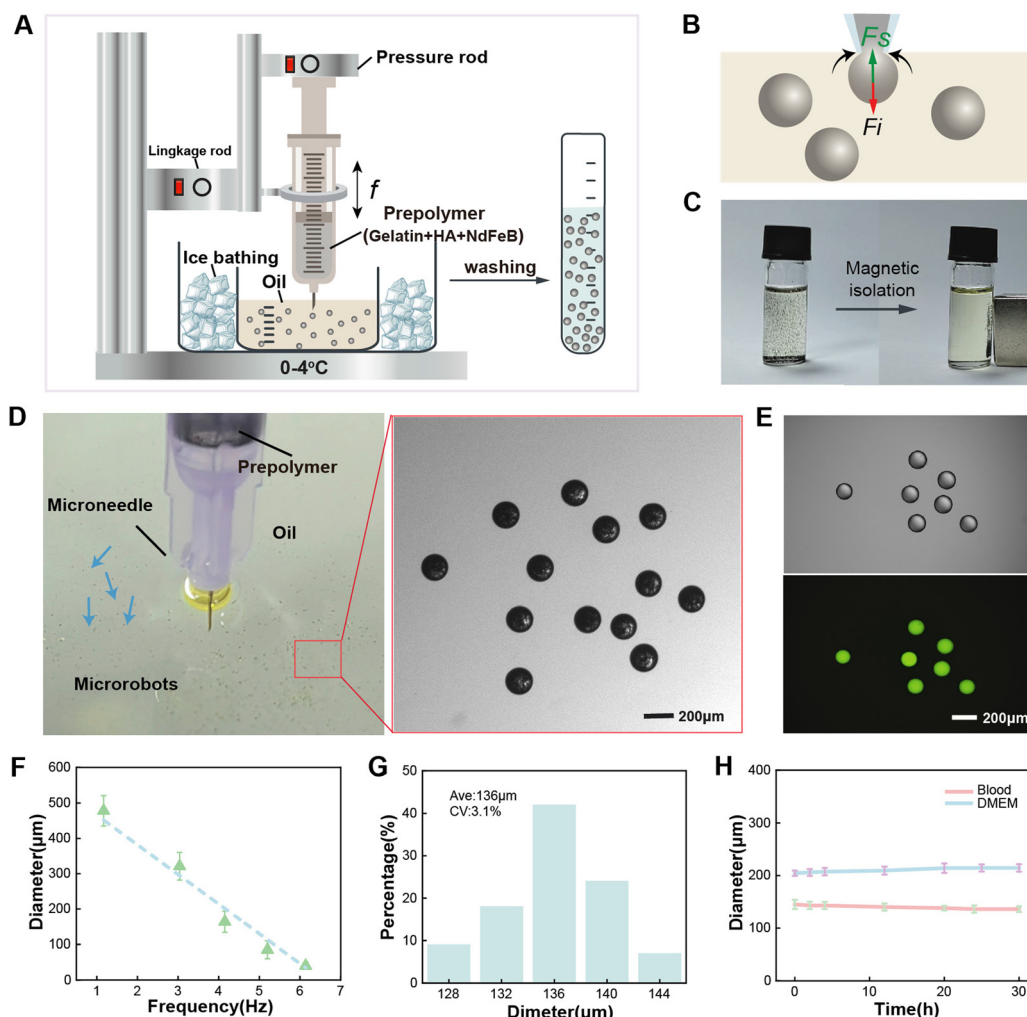 A
Pressure rod
Lingkage rod
f
Prepolymer
(Gelatin+HA+NdFeB)
Ice bathing
Oil
washing
0-4°C
B
Fs
Fi
C
Magnetic
isolation
D
Prepolymer
Microneedle
Oil
Microrobots
200μm
E
200μm
F
600
500
400
300
200
100
0
Diameter(μm)
1 2 3 4 5 6 7
Frequency(Hz)
G
50
40
30
20
10
0
Percentage(%)
Ave:136μm
CV:3.1%
128 132 136 140 144
Dimeter(μm)
H
400
300
200
100
0
Diameter(μm)
Blood
DMEM
0 10 20 30
Time(h)